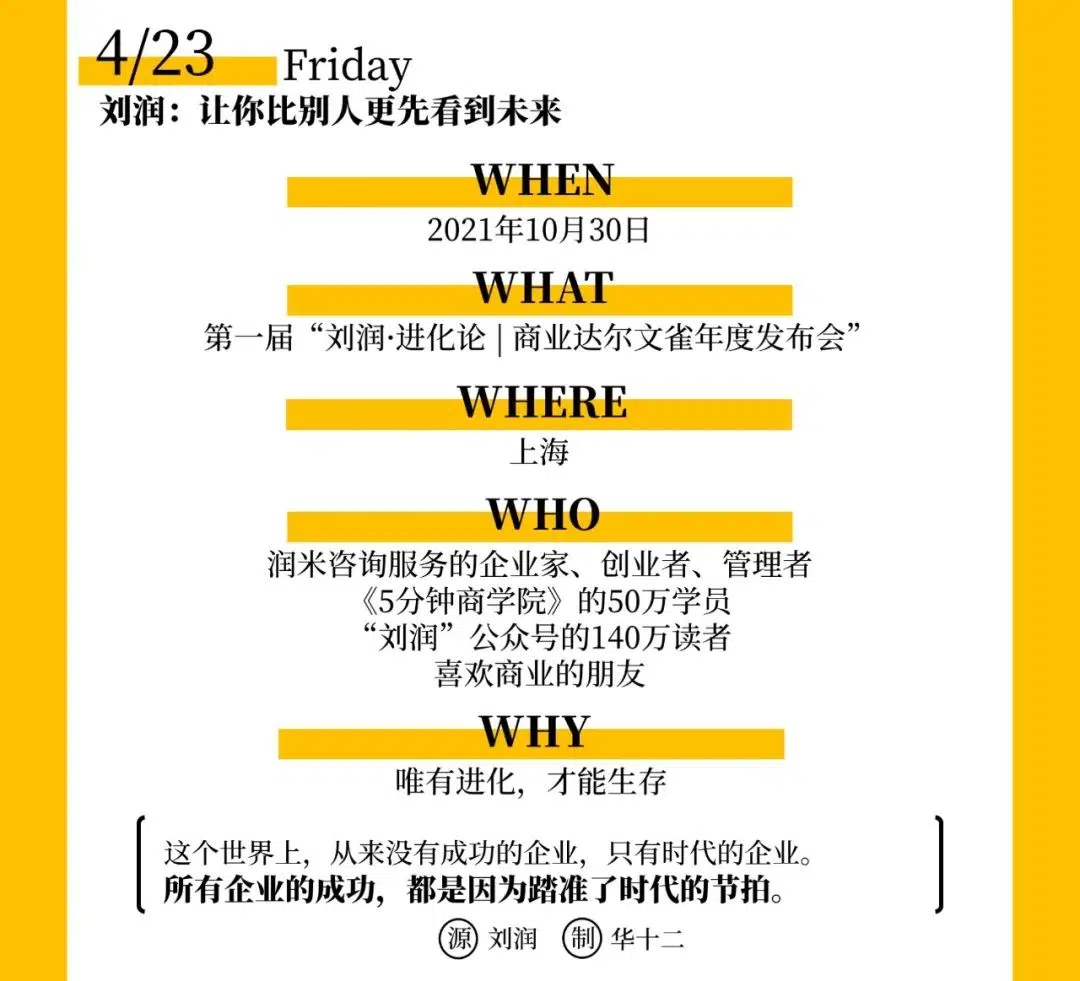 4/23 Friday
刘润：让你比别人更先看到未来
WHEN
2021年10月30日
WHAT
第一届“刘润·进化论 | 商业达尔文雀年度发布会”
WHERE
上海
WHO
润米咨询服务的企业家、创业者、管理者
《5分钟商学院》的50万学员
“刘润”公众号的140万读者
喜欢商业的朋友
WHY
唯有进化，才能生存
这个世界上，从来没有成功的企业，只有时代的企业。
所有企业的成功，都是因为踏准了时代的节拍。
源 刘润 制 华十二